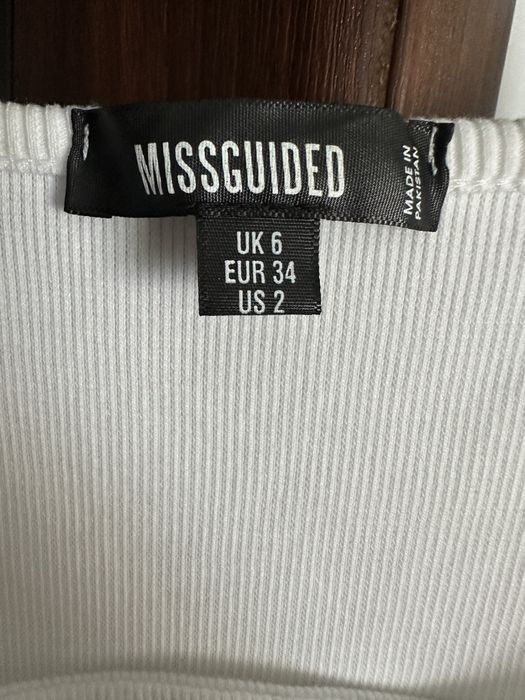 MISSGUIDED
MADE IN
PAKISTAN
UK 6
EUR 34
US 2